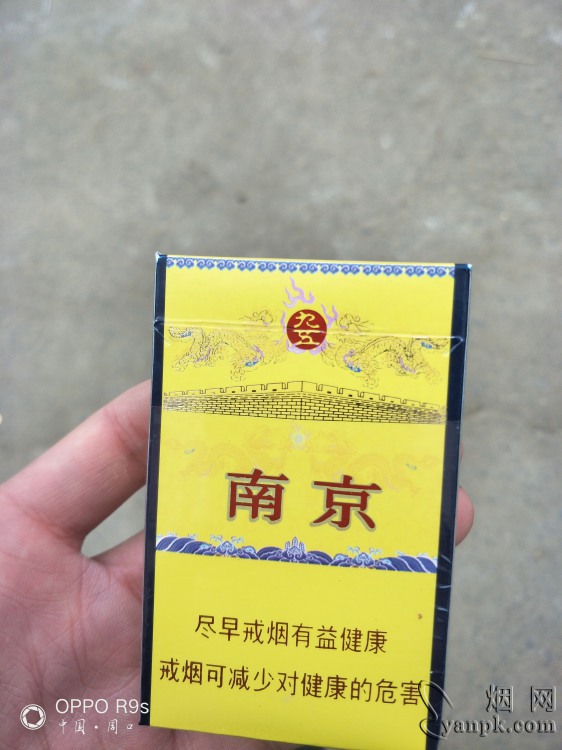 九五
南京
尽早戒烟有益健康
戒烟可减少对健康的危害
OPPO R9s
中国·周口
烟网
yanpk.com